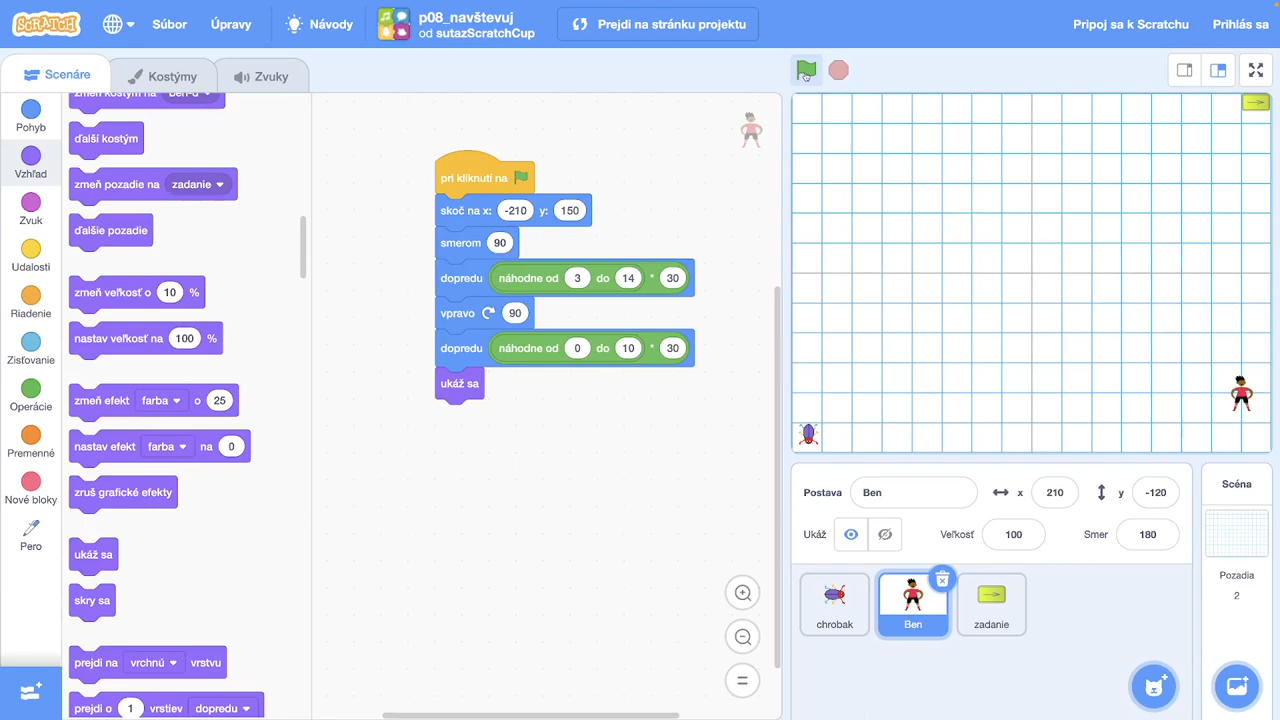 SCRATCH
Súbor
Úpravy
Návody
p08_navštevuj
od sutazScratchCup
Prejdi na stránku projektu
Pripoj sa k Scratchu
Prihlás sa
Scenáre
Kostýmy
Zvuky
Pohyb
Vzhľad
Zvuk
Udalosti
Riadenie
Zisťovanie
Operácie
Premenné
Nové bloky
Pero
zmeň kostým na Ben-d
ďalší kostým
zmeň pozadie na zadanie
ďalšie pozadie
zmeň veľkosť o 10 %
nastav veľkosť na 100 %
zmeň efekt farba o 25
nastav efekt farba na 0
zruš grafické efekty
ukáž sa
skry sa
prejdi na vrchnú vrstvu
prejdi o 1 vrstiev dopredu
pri kliknutí na
skoč na x: -210 y: 150
smerom 90
dopredu náhodne od 3 do 14 * 30
vpravo 90
dopredu náhodne od 0 do 10 * 30
ukáž sa
Postava Ben x 210 y -120
Ukáž Veľkosť 100 Smer 180
chrobak
Ben
zadanie
Scéna
Pozadia
2